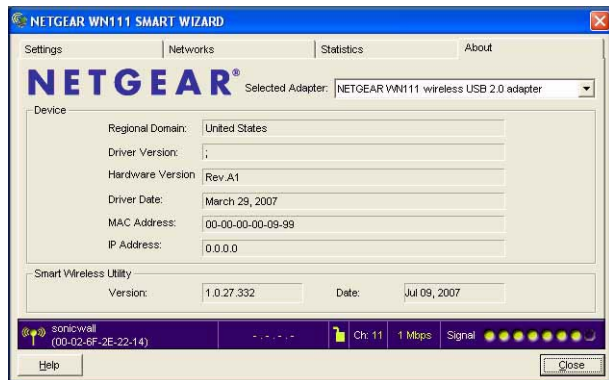 NETGEAR WN111 SMART WIZARD
Settings Networks Statistics About
NETGEAR® Selected Adapter: NETGEAR WN111 wireless USB 2.0 adapter
Device
Regional Domain: United States
Driver Version: ;
Hardware Version Rev.A1
Driver Date: March 29, 2007
MAC Address: 00-00-00-00-09-99
IP Address: 0.0.0.0
Smart Wireless Utility
Version: 1.0.27.332 Date: Jul 09, 2007
sonicwall
(00-02-6F-2E-22-14) -.-.-.- Ch: 11 1 Mbps Signal
Help Close